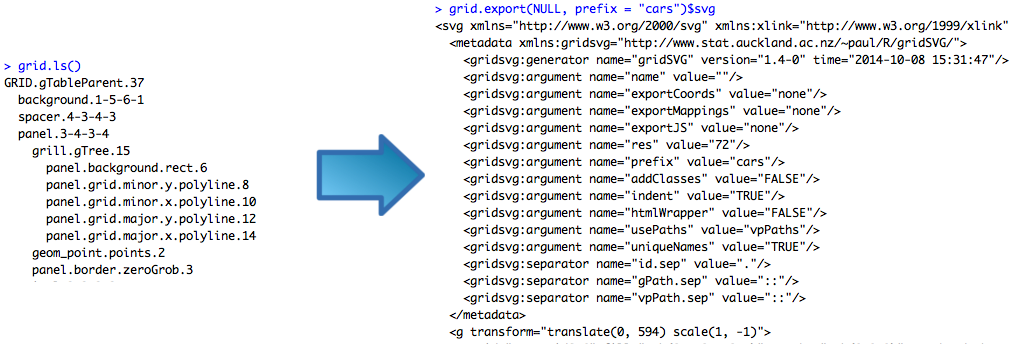 > grid.ls()
GRID.gTableParent.37
background.1-5-6-1
spacer.4-3-4-3
panel.3-4-3-4
grill.gTree.15
panel.background.rect.6
panel.grid.minor.y.polyline.8
panel.grid.minor.x.polyline.10
panel.grid.major.y.polyline.12
panel.grid.major.x.polyline.14
geom_point.points.2
panel.border.zeroGrob.3
> grid.export(NULL, prefix = "cars")$svg
<svg xmlns="http://www.w3.org/2000/svg" xmlns:xlink="http://www.w3.org/1999/xlink"
<metadata xmlns:gridsvg="http://www.stat.auckland.ac.nz/~paul/R/gridSVG/">
<gridsvg:generator name="gridSVG" version="1.4-0" time="2014-10-08 15:31:47"/>
<gridsvg:argument name="name" value=""/>
<gridsvg:argument name="exportCoords" value="none"/>
<gridsvg:argument name="exportMappings" value="none"/>
<gridsvg:argument name="exportJS" value="none"/>
<gridsvg:argument name="res" value="72"/>
<gridsvg:argument name="prefix" value="cars"/>
<gridsvg:argument name="addClasses" value="FALSE"/>
<gridsvg:argument name="indent" value="TRUE"/>
<gridsvg:argument name="htmlWrapper" value="FALSE"/>
<gridsvg:argument name="usePaths" value="vpPaths"/>
<gridsvg:argument name="uniqueNames" value="TRUE"/>
<gridsvg:separator name="id.sep" value="."/>
<gridsvg:separator name="gPath.sep" value="::"/>
<gridsvg:separator name="vpPath.sep" value="::"/>
</metadata>
<g transform="translate(0, 594) scale(1, -1)">